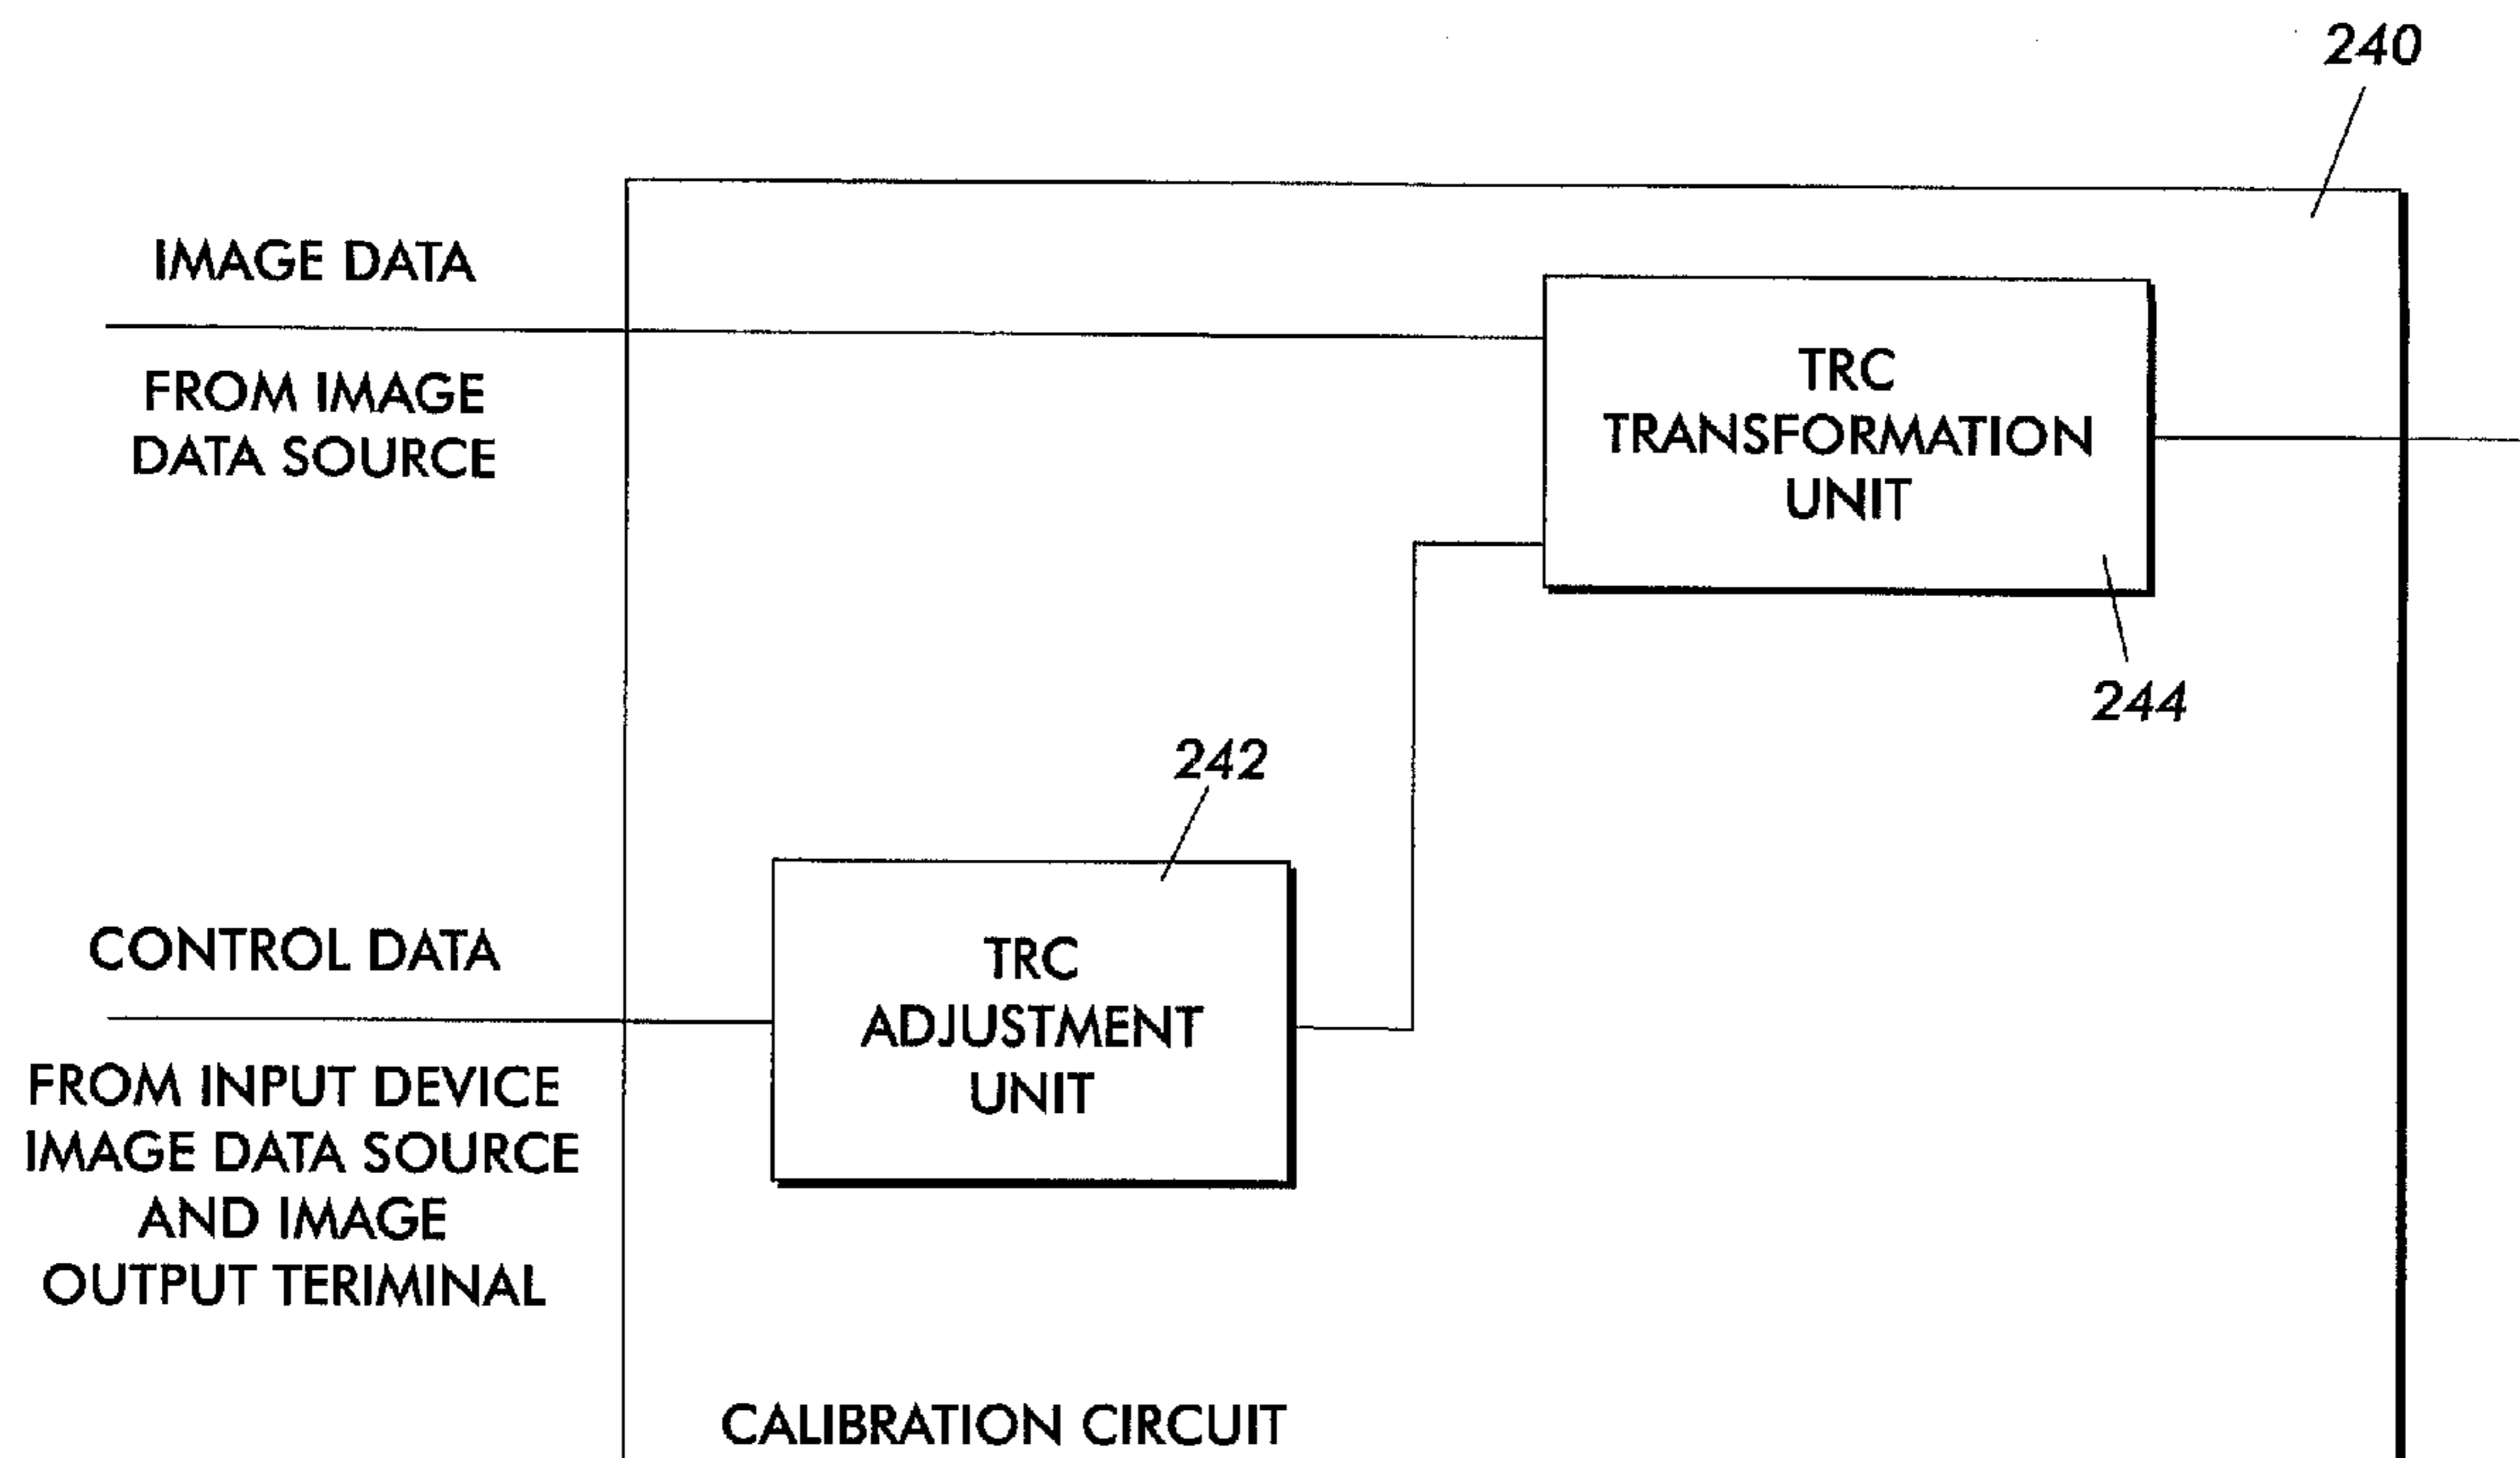 240
IMAGE DATA
FROM IMAGE
DATA SOURCE
TRC
TRANSFORMATION
UNIT
244
242
CONTROL DATA
FROM INPUT DEVICE
IMAGE DATA SOURCE
AND IMAGE
OUTPUT TERIMINAL
TRC
ADJUSTMENT
UNIT
CALIBRATION CIRCUIT